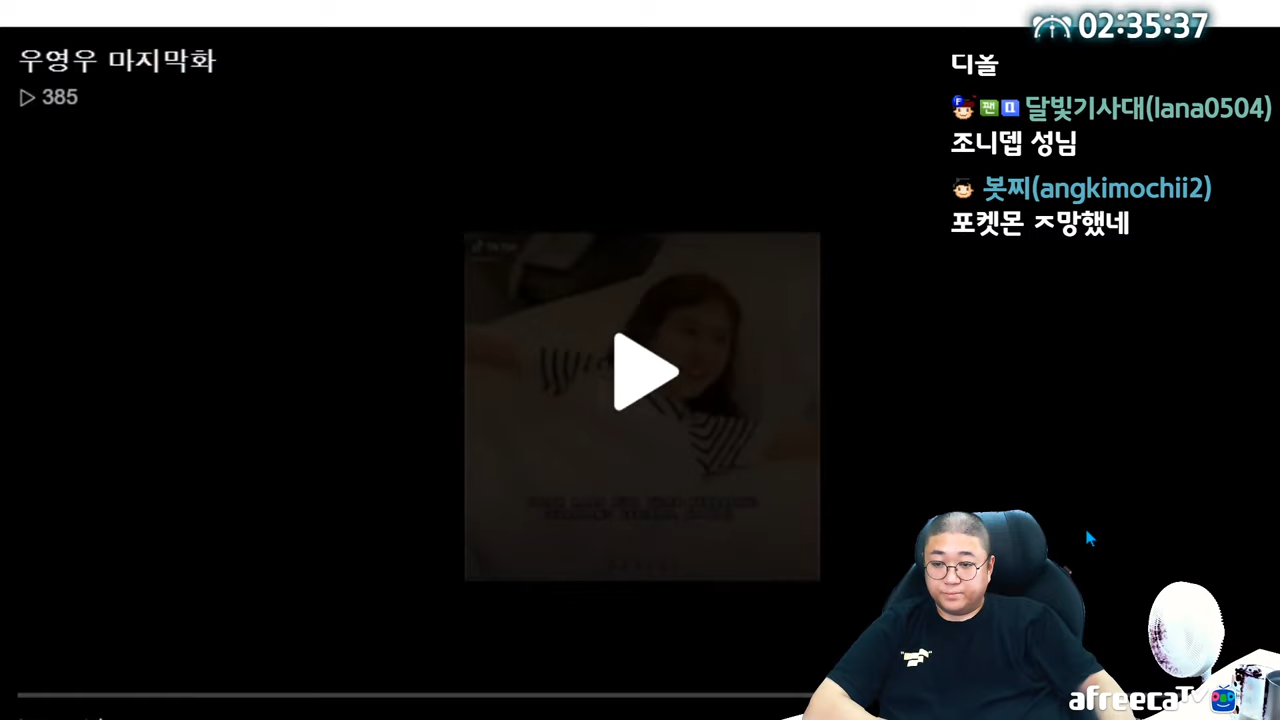 02:35:37
우영우 마지막화
385
디올
달빛기사대(lana0504)
조니뎁 성님
봇찌(angkimochii2)
포켓몬 ㅈ망했네
afreecaTV